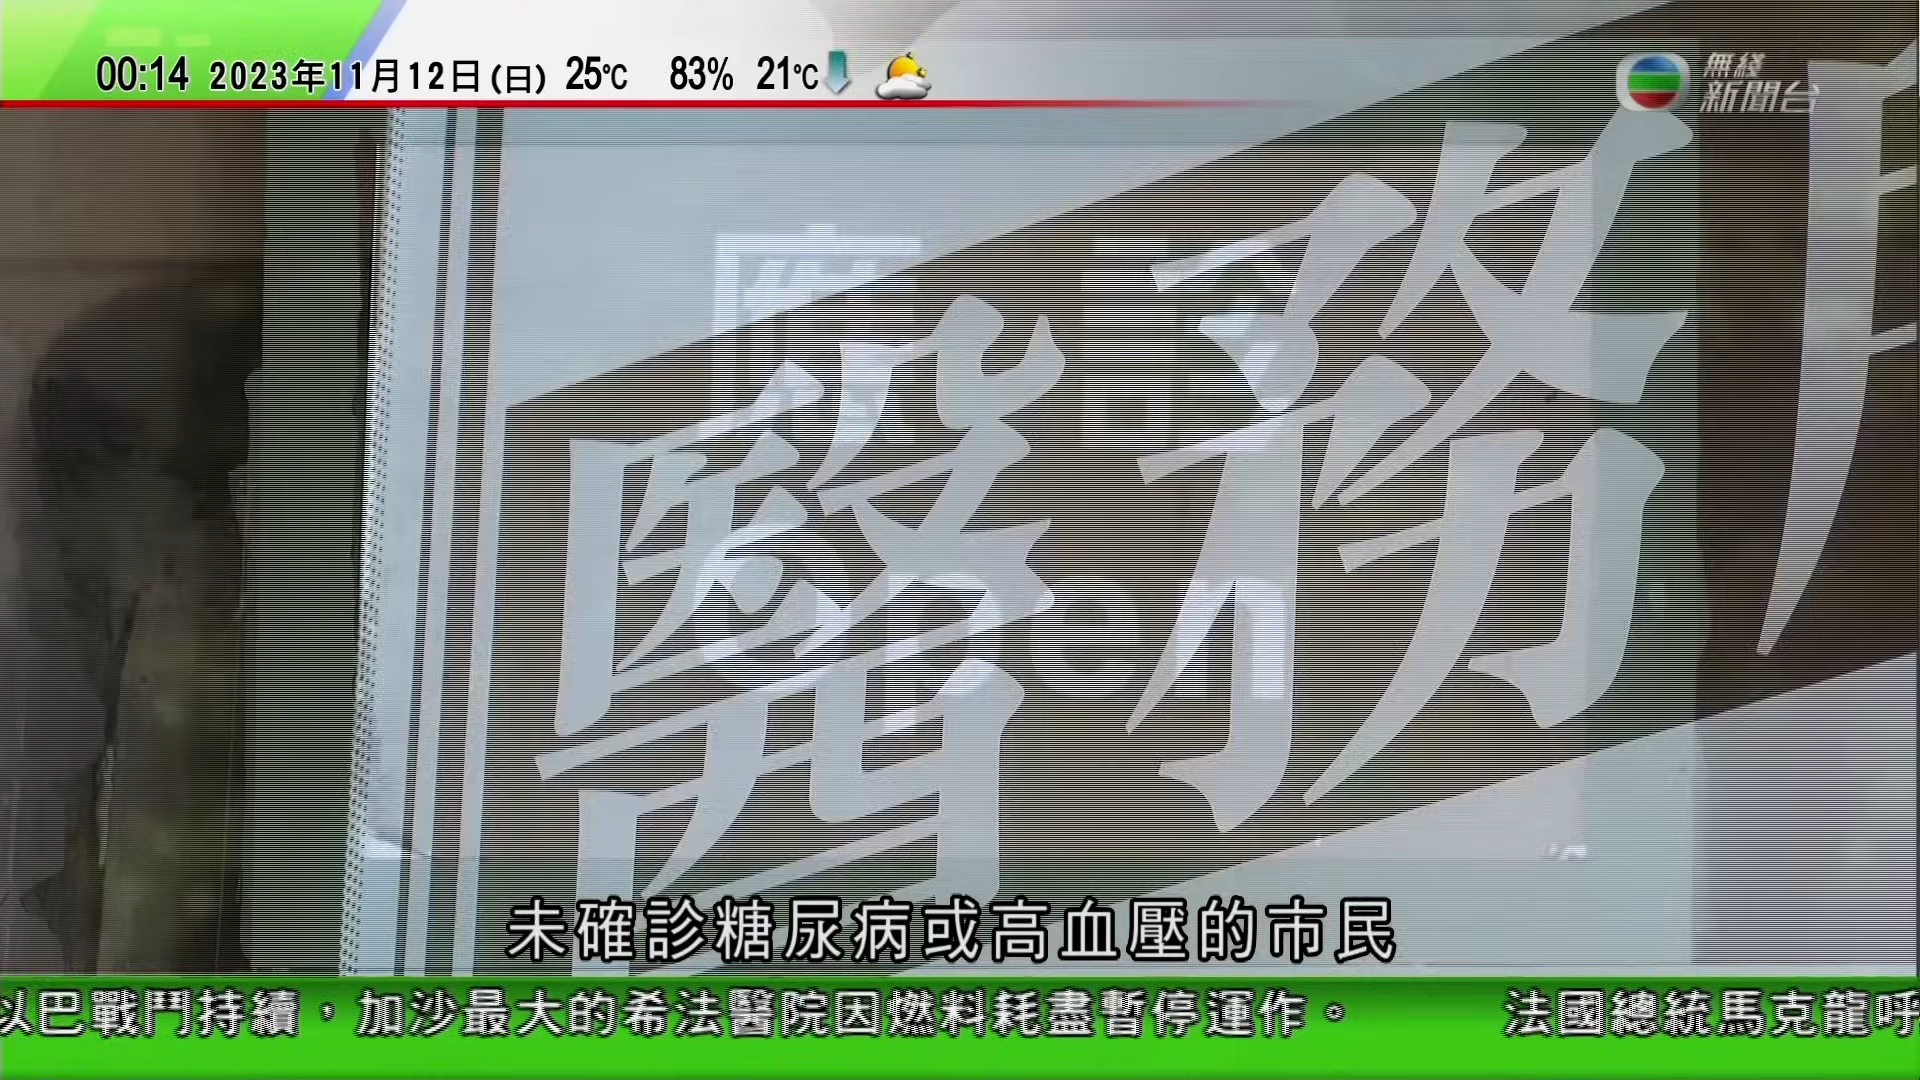 00:14 2023年11月12日(日) 25℃ 83% 21℃
無綫
新聞台
醫務
未確診糖尿病或高血壓的市民
以巴戰鬥持續，加沙最大的希法醫院因燃料耗盡暫停運作。 法國總統馬克龍呼